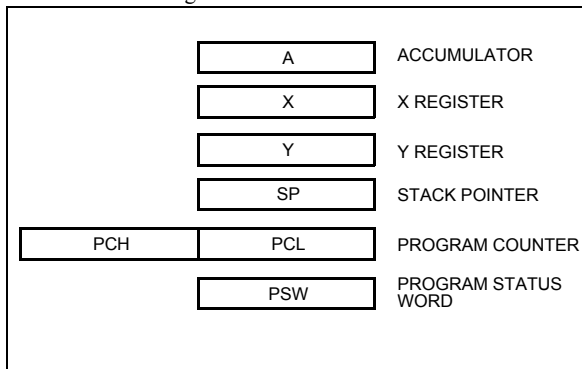 A ACCUMULATOR
X X REGISTER
Y Y REGISTER
SP STACK POINTER
PCH PCL PROGRAM COUNTER
PSW PROGRAM STATUS
WORD